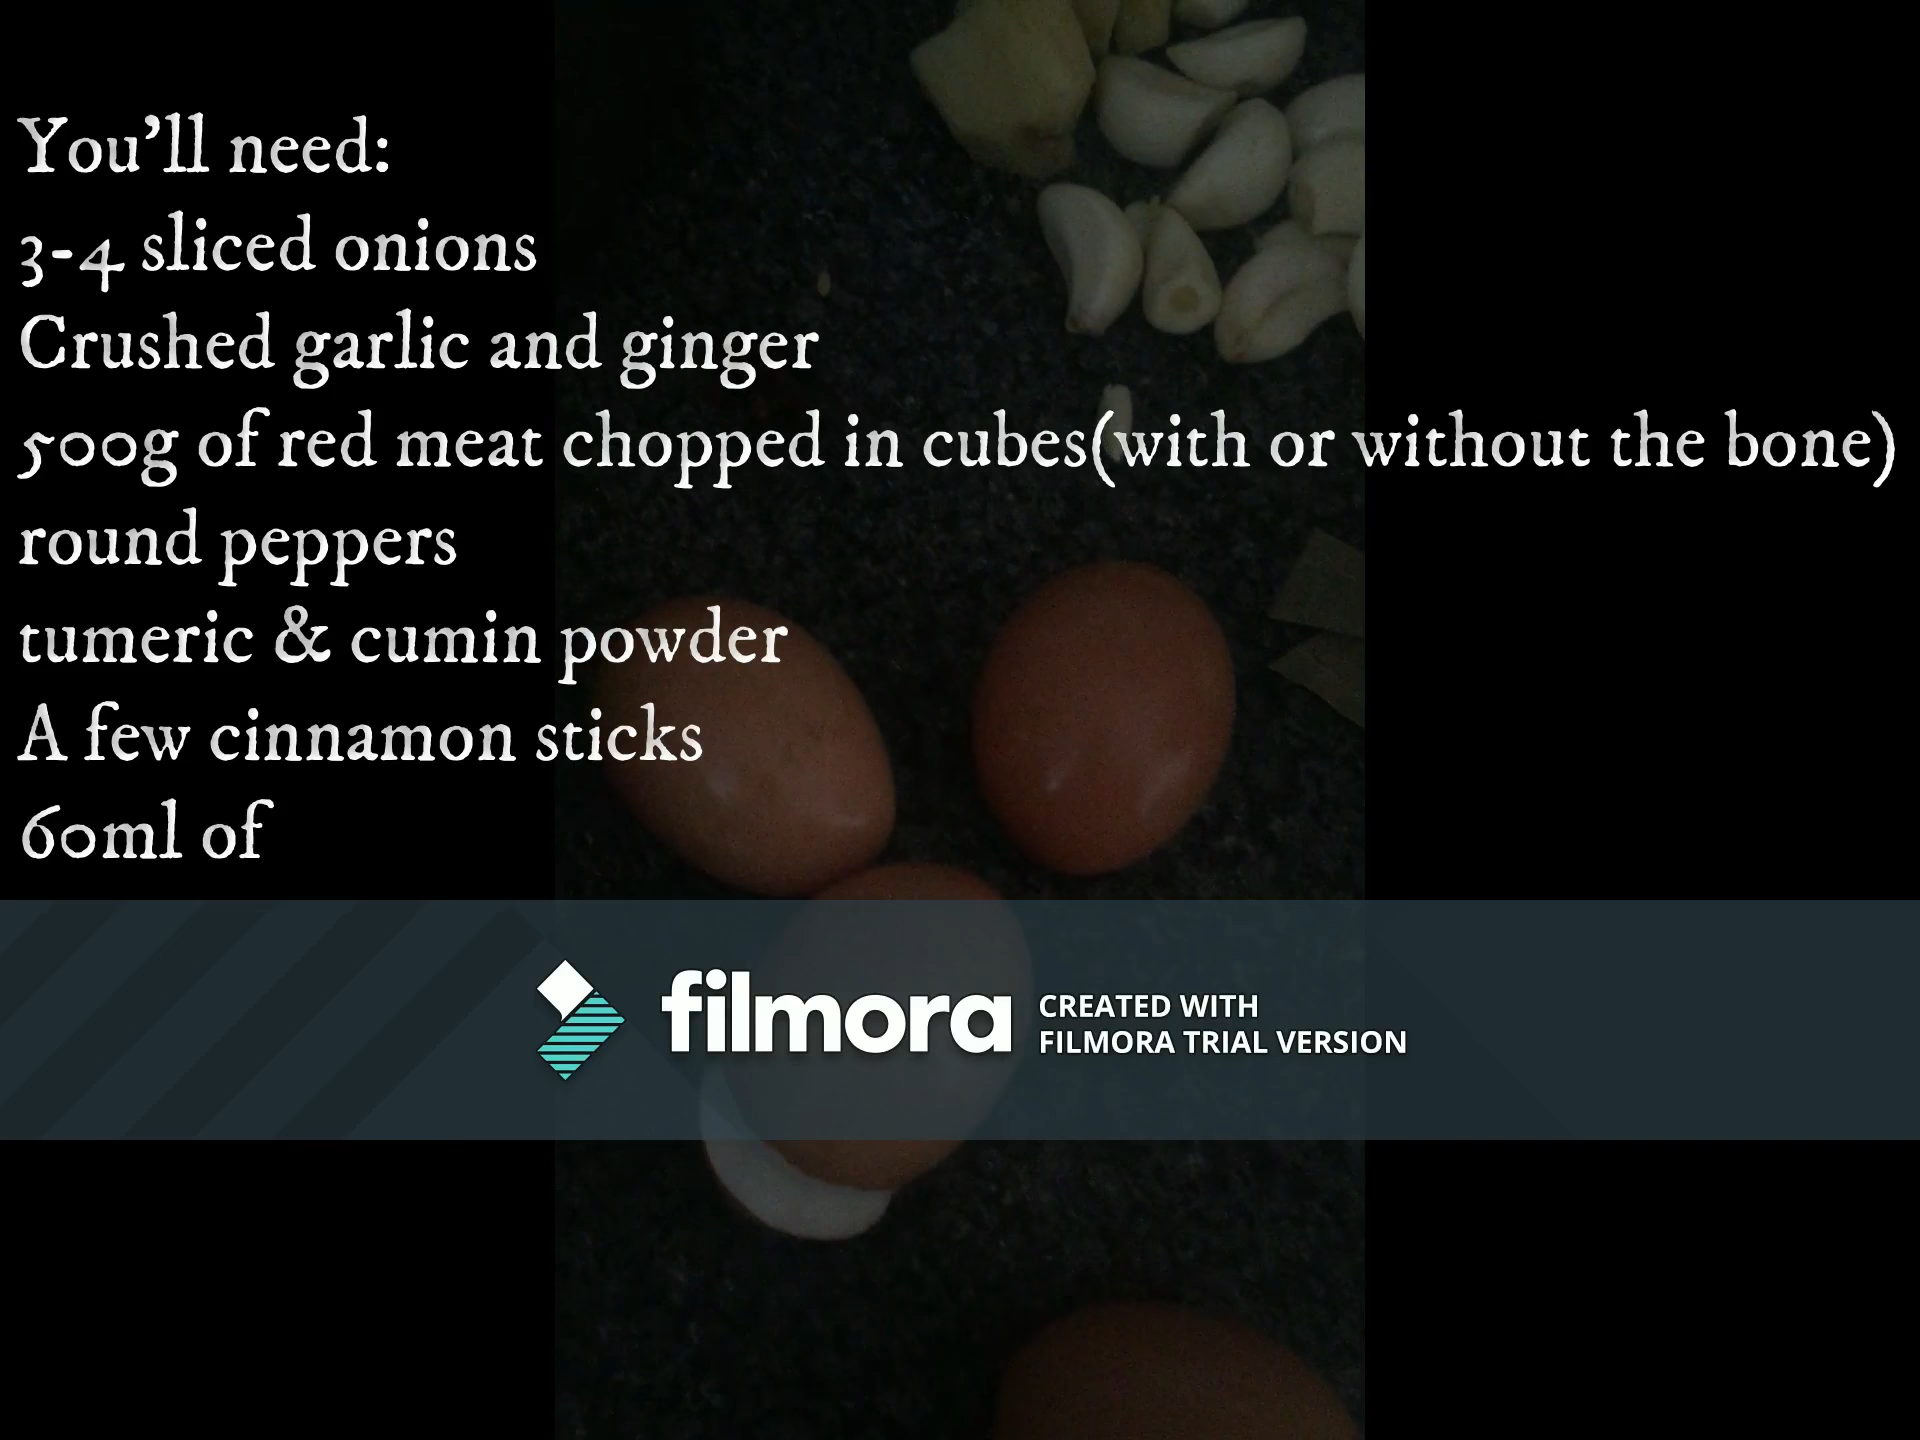 You'll need:
3-4 sliced onions
Crushed garlic and ginger
500g of red meat chopped in cubes(with or without the bone)
round peppers
tumeric & cumin powder
A few cinnamon sticks
60ml of
filmora
CREATED WITH
FILMORA TRIAL VERSION